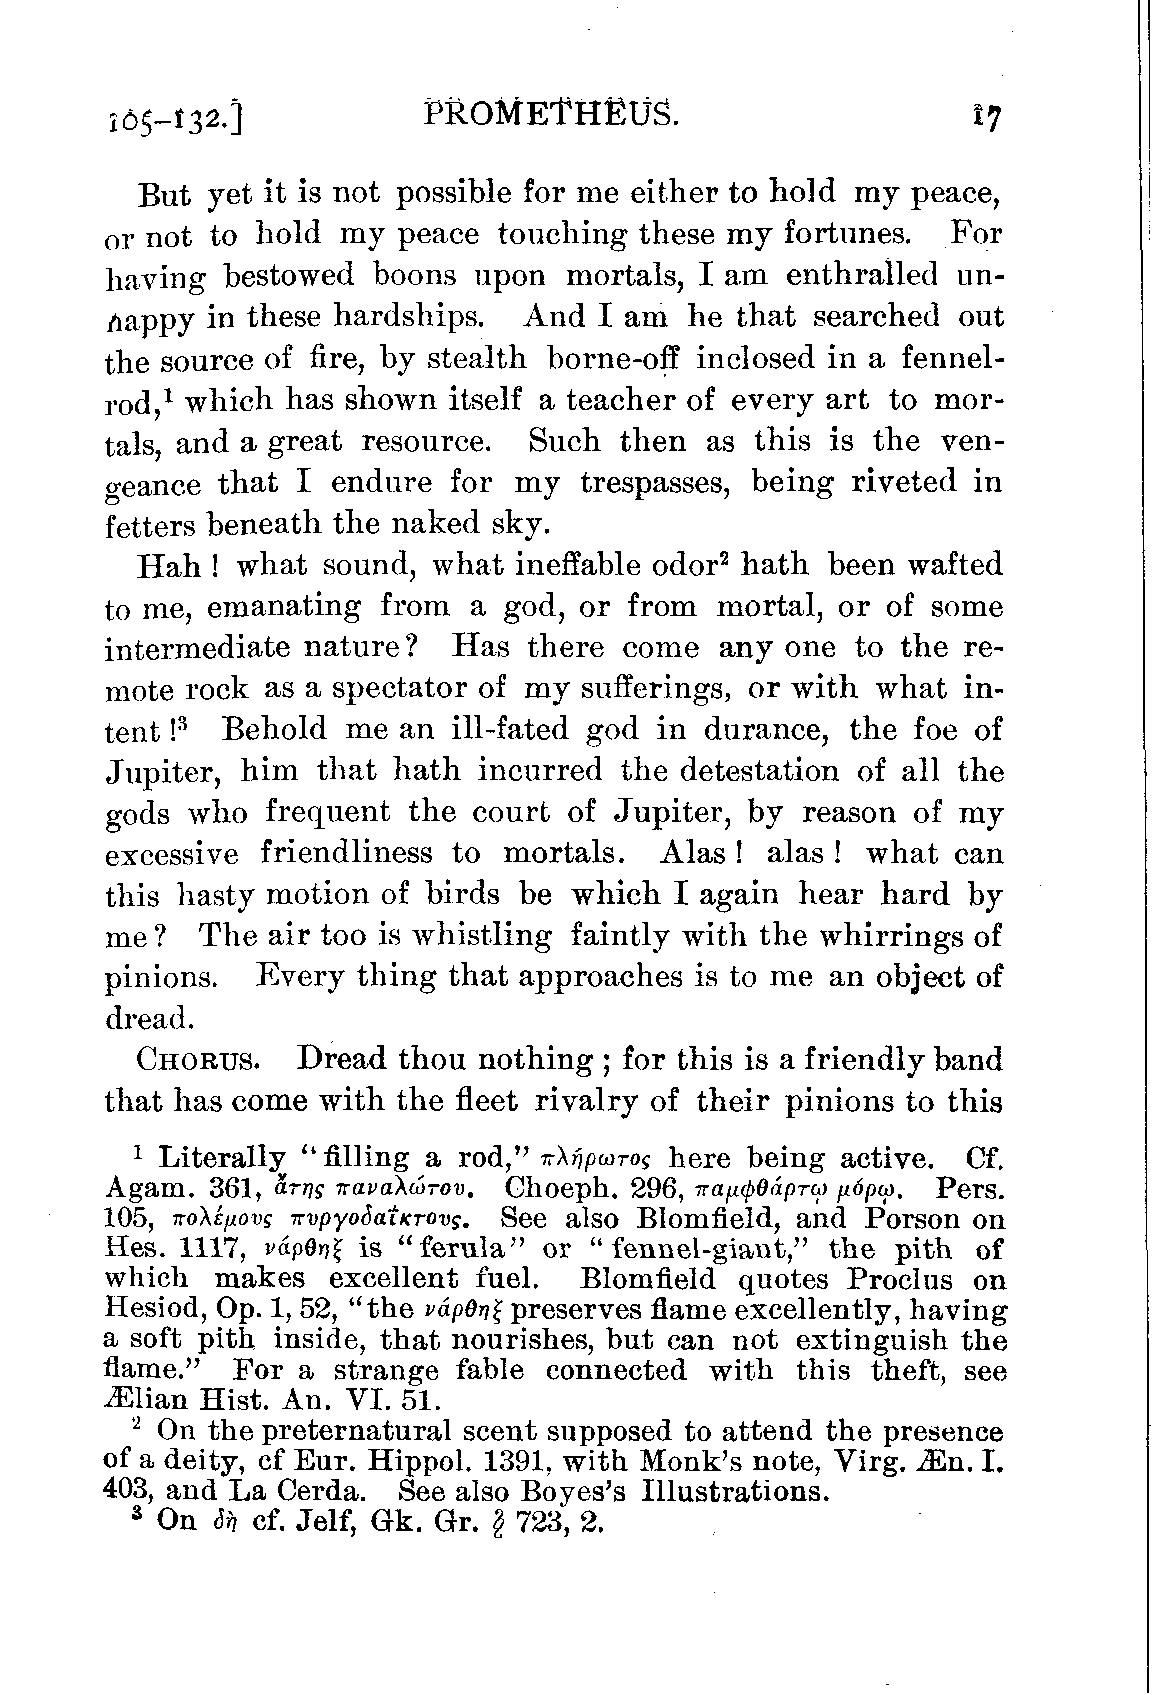 105–132.] PROMETHEUS. 17
But yet it is not possible for me either to hold my peace,
or not to hold my peace touching these my fortunes. For
having bestowed boons upon mortals, I am enthralled un-
happy in these hardships. And I am he that searched out
the source of fire, by stealth borne-off inclosed in a fennel-
rod,¹ which has shown itself a teacher of every art to mor-
tals, and a great resource. Such then as this is the ven-
geance that I endure for my trespasses, being riveted in
fetters beneath the naked sky.
Hah! what sound, what ineffable odor² hath been wafted
to me, emanating from a god, or from mortal, or of some
intermediate nature? Has there come any one to the re-
mote rock as a spectator of my sufferings, or with what in-
tent!³ Behold me an ill-fated god in durance, the foe of
Jupiter, him that hath incurred the detestation of all the
gods who frequent the court of Jupiter, by reason of my
excessive friendliness to mortals. Alas! alas! what can
this hasty motion of birds be which I again hear hard by
me? The air too is whistling faintly with the whirrings of
pinions. Every thing that approaches is to me an object of
dread.
CHORUS. Dread thou nothing; for this is a friendly band
that has come with the fleet rivalry of their pinions to this
¹ Literally "filling a rod," πλήρωτος here being active. Cf.
Agam. 361, ἄτης παναλώτου. Choeph. 296, παμφθάρτῳ μόρῳ. Pers.
105, πολέμους πυργοδαΐκτους. See also Blomfield, and Porson on
Hes. 1117, νάρθηξ is "ferula" or "fennel-giant," the pith of
which makes excellent fuel. Blomfield quotes Proclus on
Hesiod, Op. 1, 52, "the νάρθηξ preserves flame excellently, having
a soft pith inside, that nourishes, but can not extinguish the
flame." For a strange fable connected with this theft, see
Ælian Hist. An. VI. 51.
² On the preternatural scent supposed to attend the presence
of a deity, cf Eur. Hippol. 1391, with Monk's note, Virg. Æn. I.
403, and La Cerda. See also Boyes's Illustrations.
³ On δὴ cf. Jelf, Gk. Gr. § 723, 2.